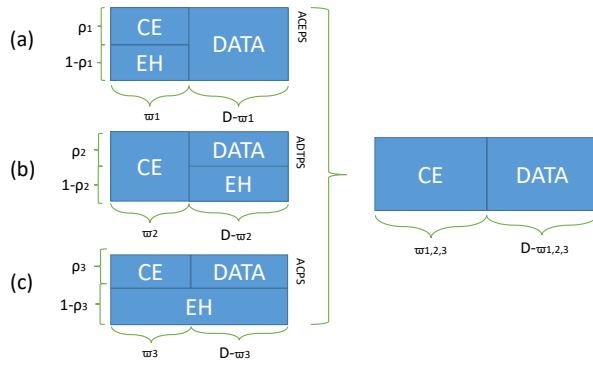 (a)
ρ1
1-ρ1
CE
EH
DATA
ACEPS
ϖ1
D-ϖ1
(b)
ρ2
1-ρ2
CE
DATA
EH
ADTPS
ϖ2
D-ϖ2
(c)
ρ3
1-ρ3
CE
DATA
EH
ACPS
ϖ3
D-ϖ3
CE
DATA
ϖ1,2,3
D-ϖ1,2,3